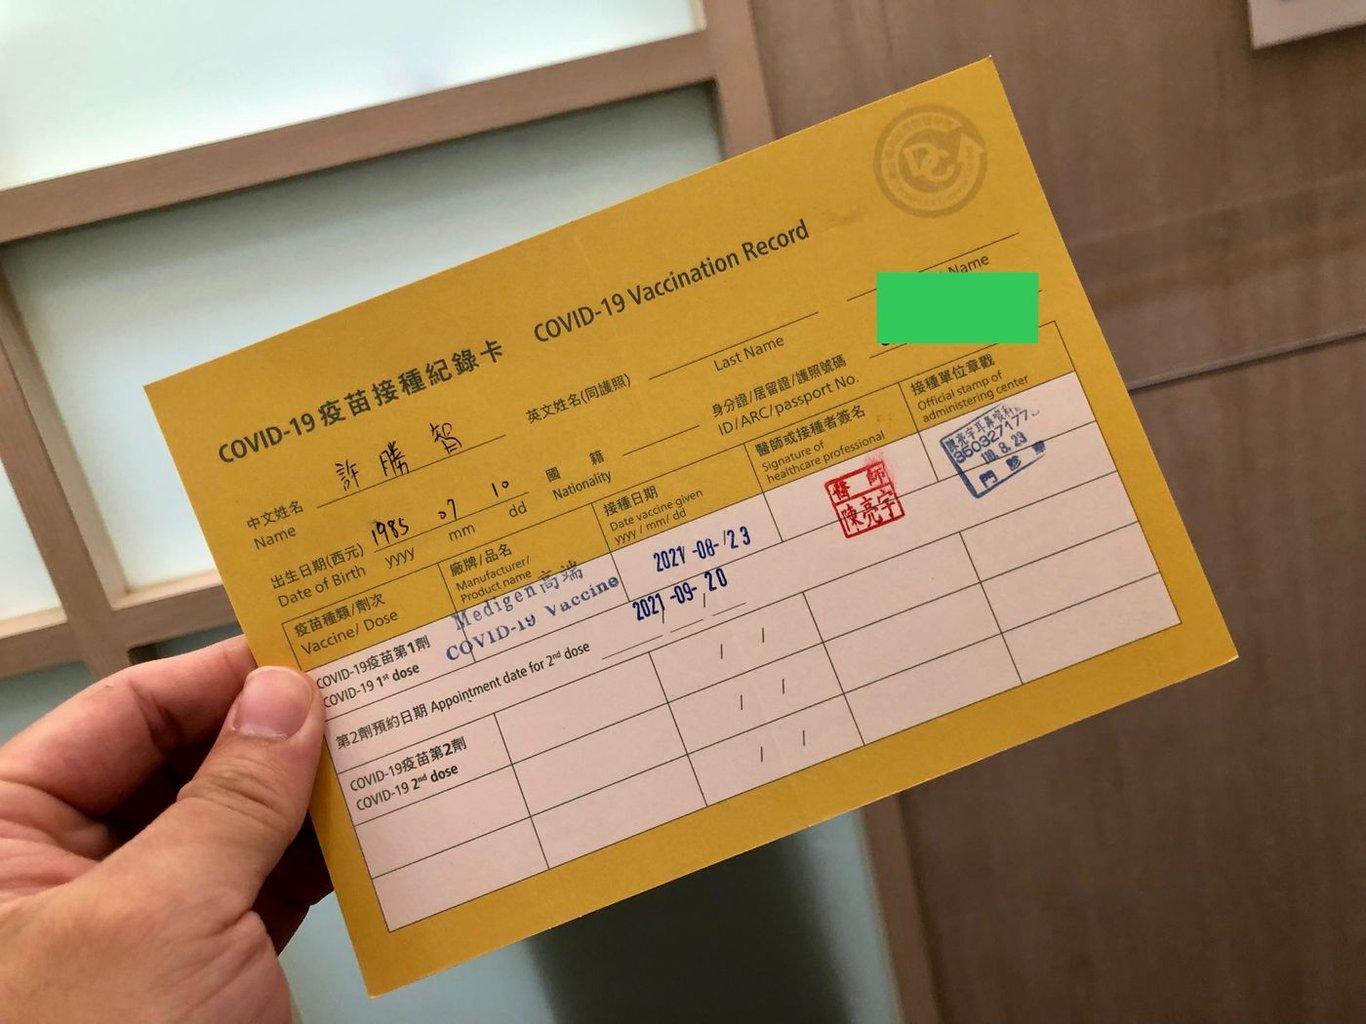 COVID-19疫苗接種紀錄卡 COVID-19 Vaccination Record
中文姓名 許勝智
Name
英文姓名(同護照)
Last Name
Name
出生日期(西元) 1985 07 10
Date of Birth yyyy mm dd
國籍
Nationality
身分證/居留證/護照號碼
ID/ARC/passport No.
疫苗種類/劑次
Vaccine/ Dose
廠牌/品名
Manufacturer/
Product name
接種日期
Date vaccine given
yyyy / mm/ dd
醫師或接種者簽名
Signature of
healthcare professional
接種單位章戳
Official stamp of
administering center
COVID-19疫苗第1劑
COVID-19 1st dose
Medigen高端
COVID-19 Vaccine
2021-08-23
醫師
陳亮宇
110.8.23
門診章
第2劑預約日期 Appointment date for 2nd dose
2021-09-20
/ /
COVID-19疫苗第2劑
COVID-19 2nd dose
/ /
/ /
/ /